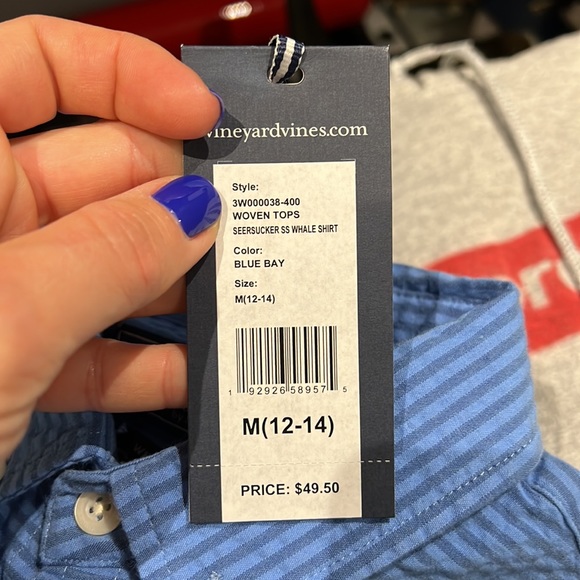 vineyardvines.com
Style:
3W000038-400
WOVEN TOPS
SEERSUCKER SS WHALE SHIRT
Color:
BLUE BAY
Size:
M(12-14)
1 92926 58957 5
M(12-14)
PRICE: $49.50